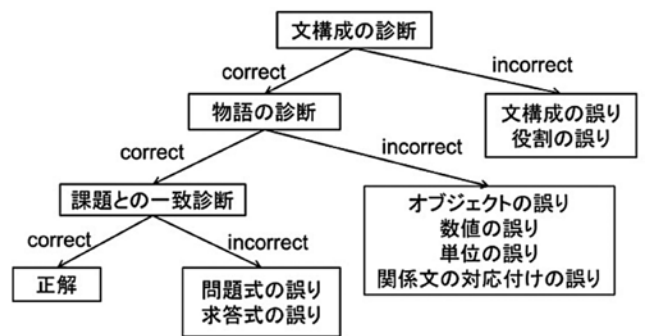 文構成の診断
correct
incorrect
物語の診断
文構成の誤り
役割の誤り
correct
incorrect
課題との一致診断
オブジェクトの誤り
数値の誤り
単位の誤り
関係文の対応付けの誤り
correct
incorrect
正解
問題式の誤り
求答式の誤り